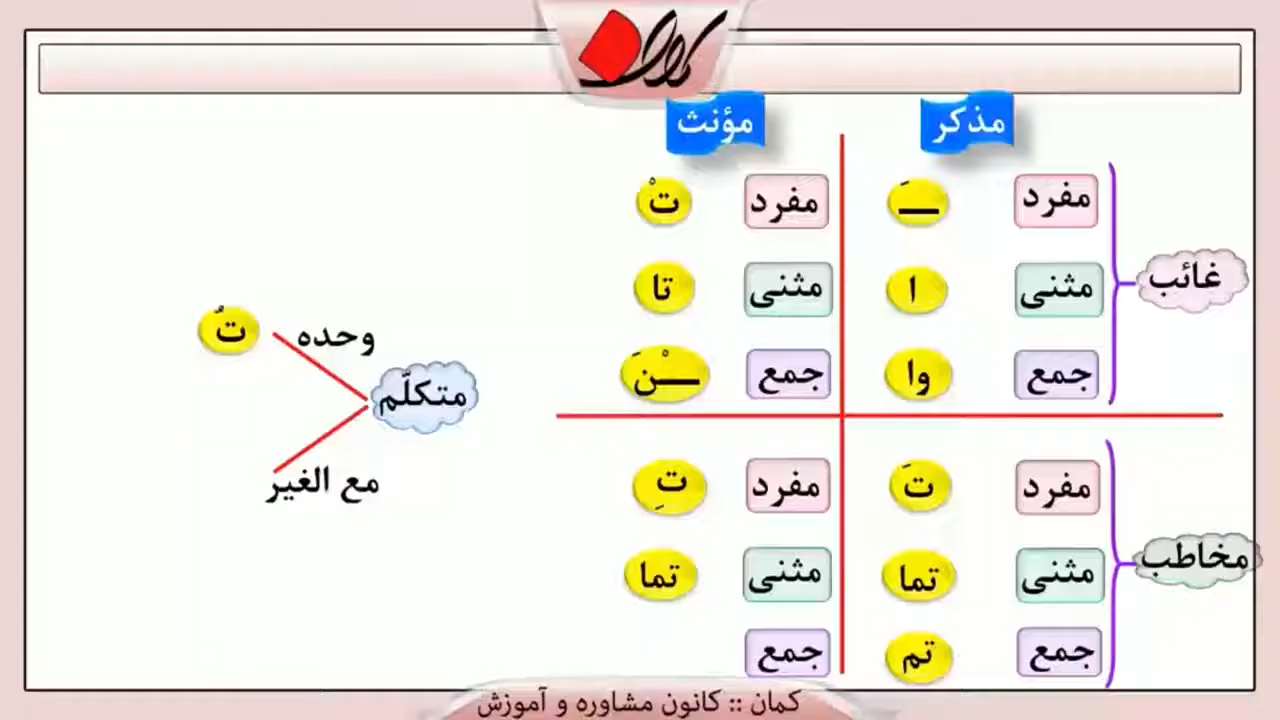 کمان
مذکر مؤنث
غائب
مفرد ـَ مفرد تْ
مثنی ا مثنی تا
جمع وا جمع ـْنَ
مخاطب
مفرد تَ مفرد تِ
مثنی تما مثنی تما
جمع تم جمع
متکلّم
وحده تُ
مع الغیر
کمان :: کانون مشاوره و آموزش